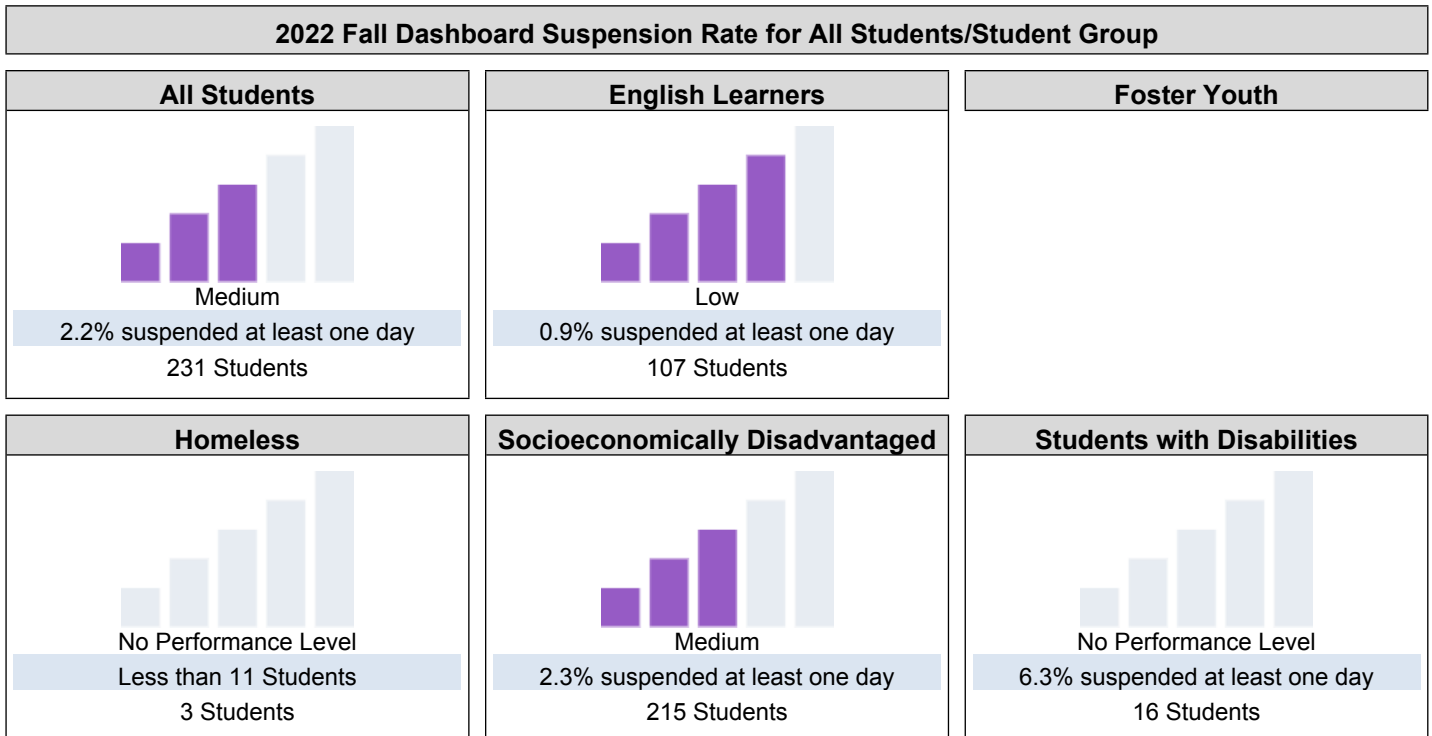 2022 Fall Dashboard Suspension Rate for All Students/Student Group
All Students
Medium
2.2% suspended at least one day
231 Students
English Learners
Low
0.9% suspended at least one day
107 Students
Foster Youth
Homeless
No Performance Level
Less than 11 Students
3 Students
Socioeconomically Disadvantaged
Medium
2.3% suspended at least one day
215 Students
Students with Disabilities
No Performance Level
6.3% suspended at least one day
16 Students